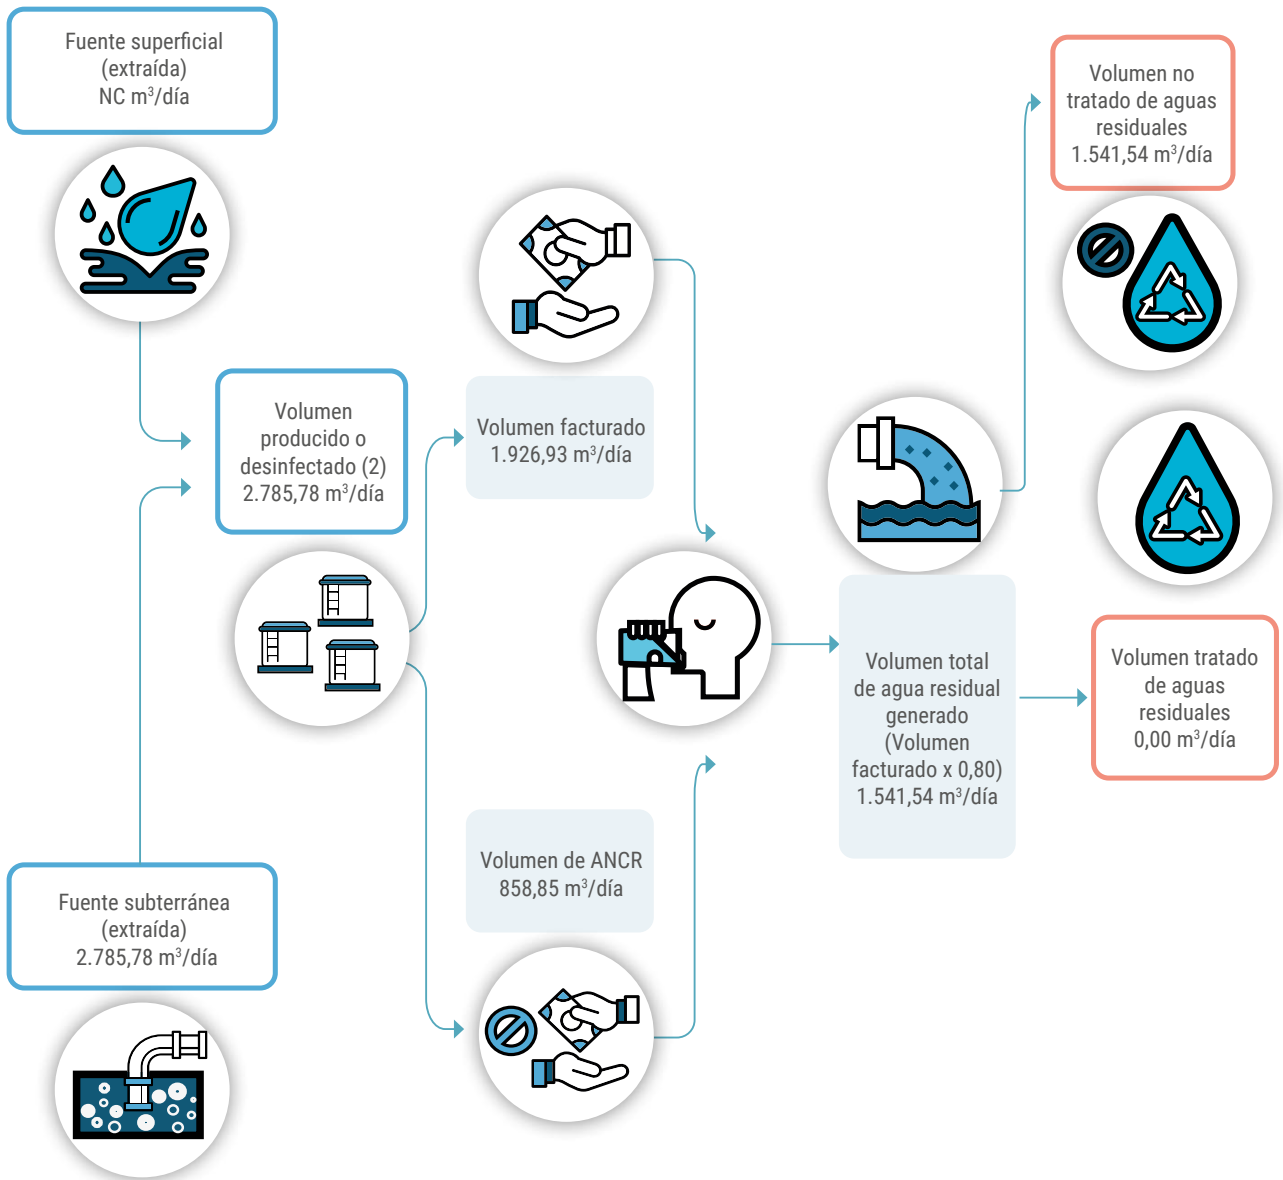 Fuente superficial
(extraída)
NC m³/día
Volumen no
tratado de aguas
residuales
1.541,54 m³/día
Volumen
producido o
desinfectado (2)
2.785,78 m³/día
Volumen facturado
1.926,93 m³/día
Volumen total
de agua residual
generado
(Volumen
facturado x 0,80)
1.541,54 m³/día
Volumen tratado
de aguas
residuales
0,00 m³/día
Volumen de ANCR
858,85 m³/día
Fuente subterránea
(extraída)
2.785,78 m³/día